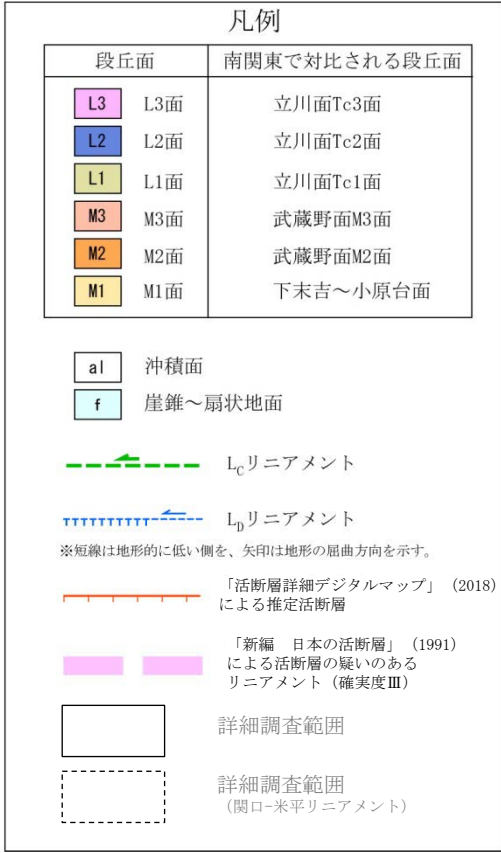 凡例
段丘面 南関東で対比される段丘面
L3 L3面 立川面Tc3面
L2 L2面 立川面Tc2面
L1 L1面 立川面Tc1面
M3 M3面 武蔵野面M3面
M2 M2面 武蔵野面M2面
M1 M1面 下末吉～小原台面
al 沖積面
f 崖錐～扇状地面
LCリニアメント
LDリニアメント
※短線は地形的に低い側を、矢印は地形の屈曲方向を示す。
「活断層詳細デジタルマップ」（2018）
による推定活断層
「新編　日本の活断層」（1991）
による活断層の疑いのある
リニアメント（確実度Ⅲ）
詳細調査範囲
詳細調査範囲
（関口-米平リニアメント）